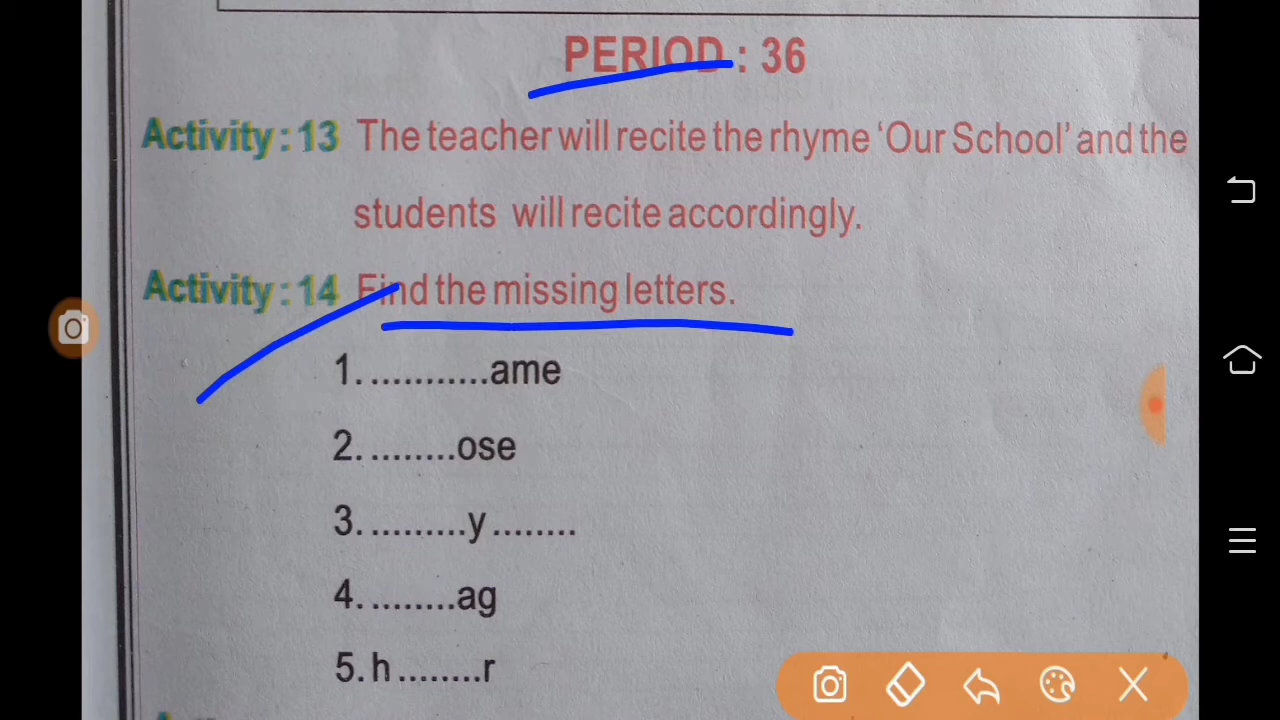 PERIOD : 36
Activity : 13 The teacher will recite the rhyme ‘Our School’ and the
students will recite accordingly.
Activity : 14 Find the missing letters.
1. ...........ame
2. ........ose
3. .........y........
4. ........ag
5. h........r